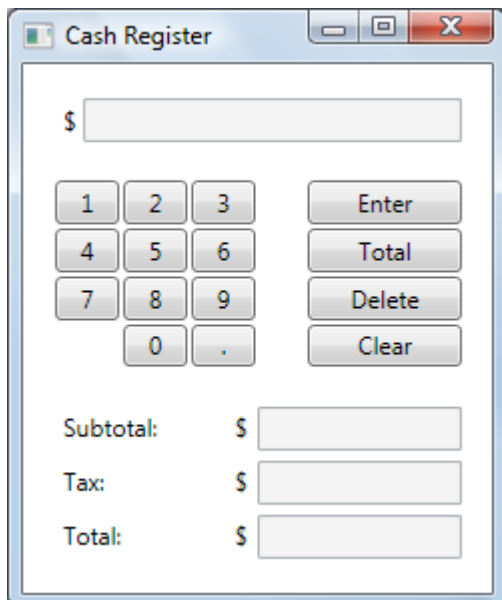 Cash Register
$
1 2 3 Enter
4 5 6 Total
7 8 9 Delete
0 . Clear
Subtotal: $
Tax: $
Total: $